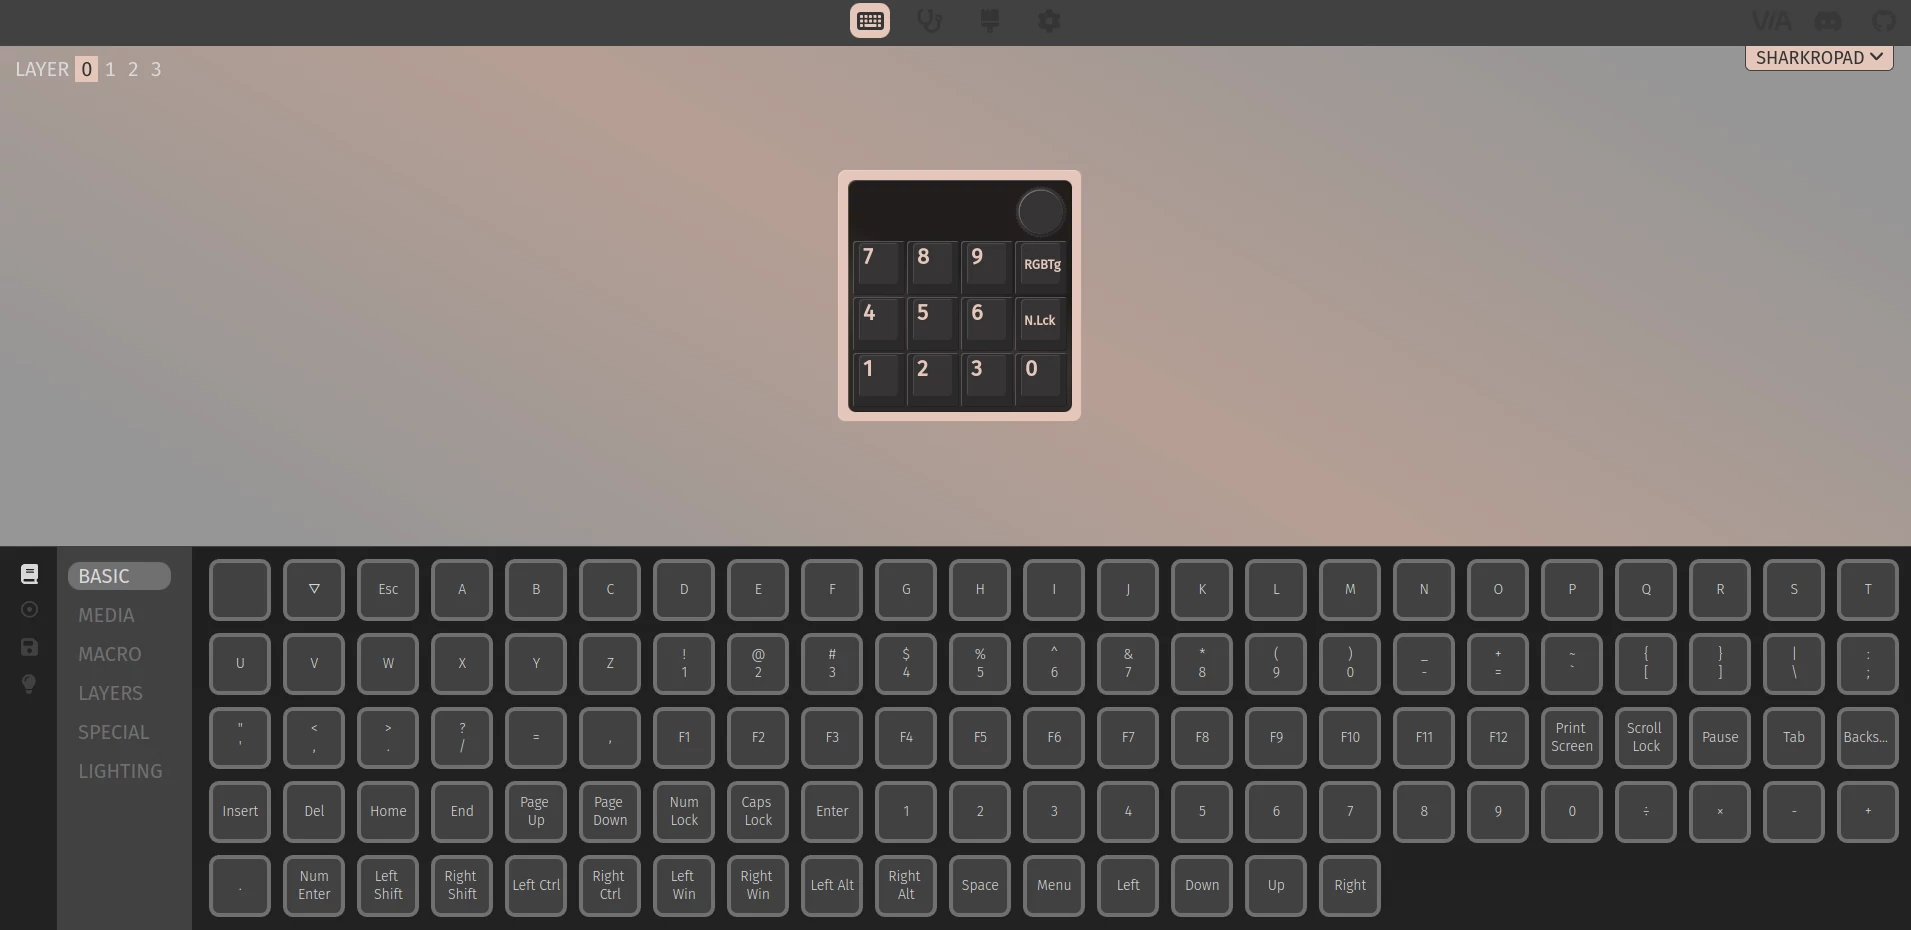 VIA
LAYER 0 1 2 3
SHARKROPAD
7 8 9 RGBTg
4 5 6 N.Lck
1 2 3 0
BASIC
MEDIA
MACRO
LAYERS
SPECIAL
LIGHTING
▽ Esc A B C D E F G H I J K L M N O P Q R S T
U V W X Y Z ! @ # $ % ^ & * ( ) _ + ~ { } | :
1 2 3 4 5 6 7 8 9 0 - = ` [ ] \ ;
" < > ? = , F1 F2 F3 F4 F5 F6 F7 F8 F9 F10 F11 F12 Print Scroll Pause Tab Backs...
' , . / Screen Lock
Insert Del Home End Page Page Num Caps Enter 1 2 3 4 5 6 7 8 9 0 ÷ × - +
Up Down Lock Lock
. Num Left Right Left Ctrl Right Left Right Left Alt Right Space Menu Left Down Up Right
Enter Shift Shift Ctrl Win Win Alt